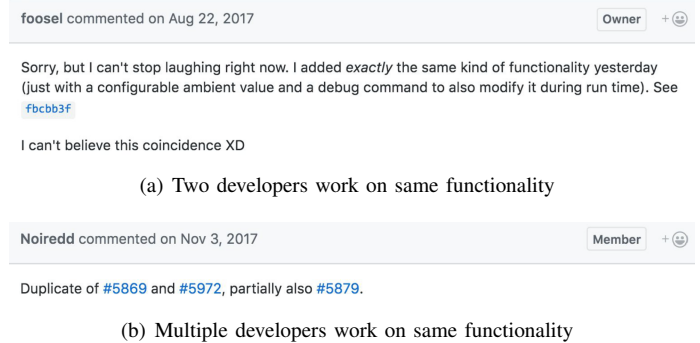 foosel commented on Aug 22, 2017 Owner +
Sorry, but I can't stop laughing right now. I added exactly the same kind of functionality yesterday
(just with a configurable ambient value and a debug command to also modify it during run time). See
fbcbb3f
I can't believe this coincidence XD
(a) Two developers work on same functionality
Noiredd commented on Nov 3, 2017 Member +
Duplicate of #5869 and #5972, partially also #5879.
(b) Multiple developers work on same functionality